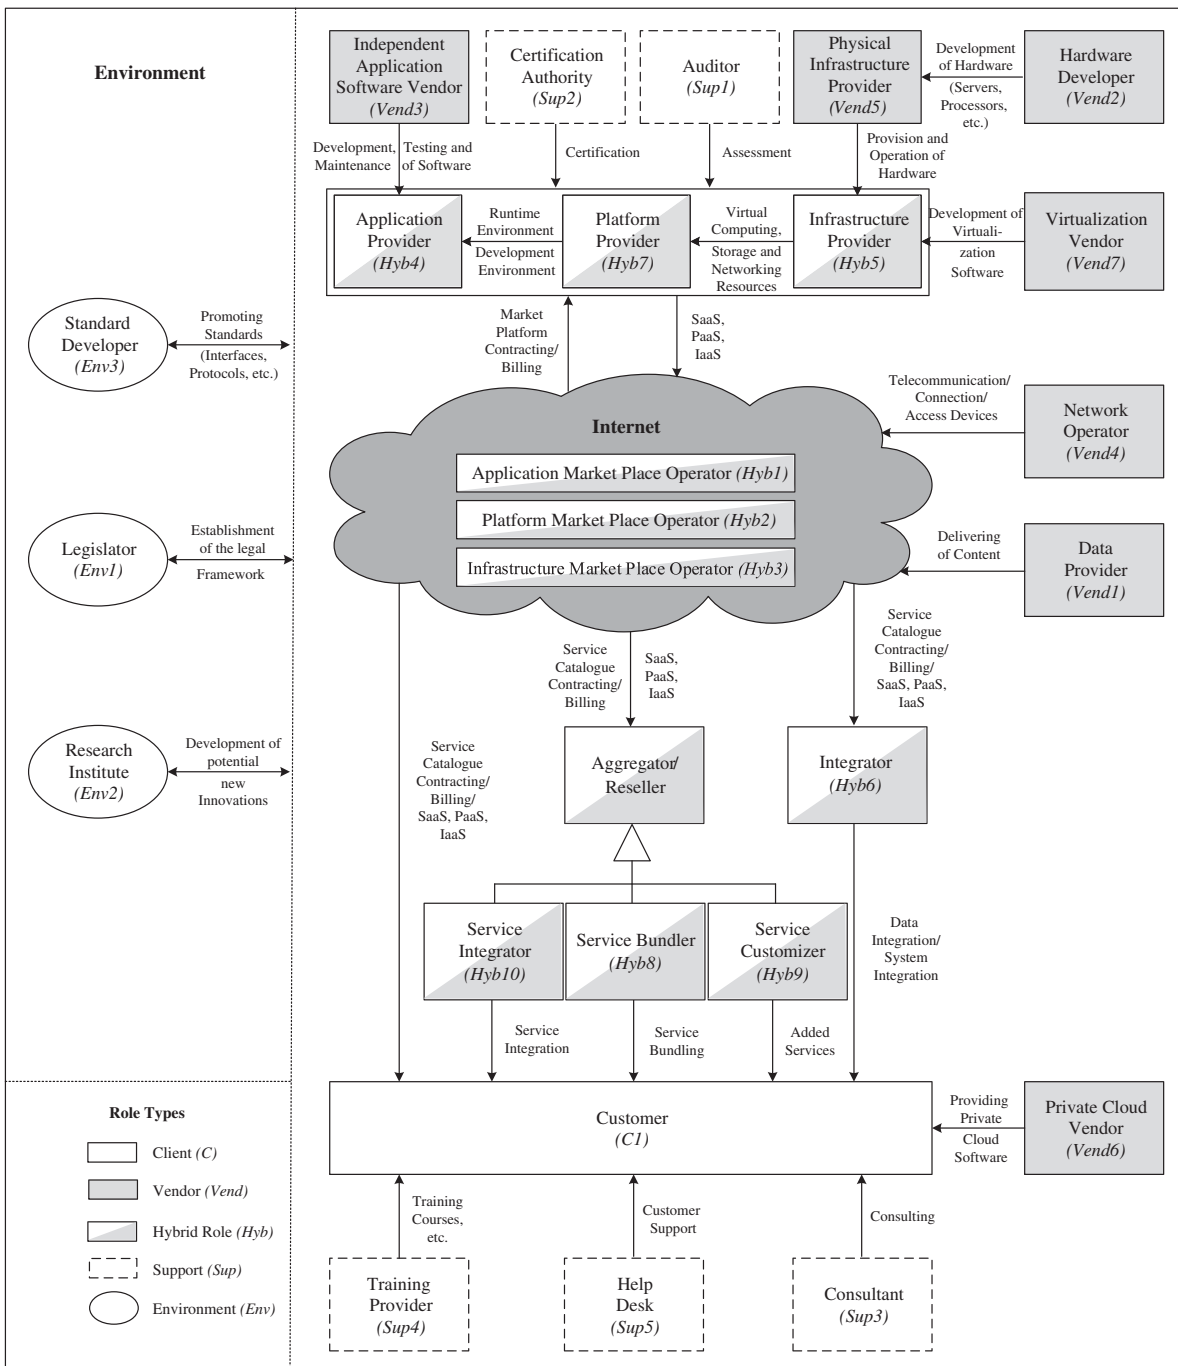 Environment
Independent
Application
Software Vendor
(Vend3)
Certification
Authority
(Sup2)
Auditor
(Sup1)
Physical
Infrastructure
Provider
(Vend5)
Development
of Hardware
(Servers,
Processors,
etc.)
Hardware
Developer
(Vend2)
Development, Testing and
Maintenance of Software
Certification
Assessment
Provision and
Operation of
Hardware
Application
Provider
(Hyb4)
Runtime
Environment
Development
Environment
Platform
Provider
(Hyb7)
Virtual
Computing,
Storage and
Networking
Resources
Infrastructure
Provider
(Hyb5)
Development of
Virtuali-
zation
Software
Virtualization
Vendor
(Vend7)
Standard
Developer
(Env3)
Promoting
Standards
(Interfaces,
Protocols, etc.)
Market
Platform
Contracting/
Billing
SaaS,
PaaS,
IaaS
Telecommunication/
Connection/
Access Devices
Network
Operator
(Vend4)
Internet
Application Market Place Operator (Hyb1)
Platform Market Place Operator (Hyb2)
Infrastructure Market Place Operator (Hyb3)
Legislator
(Env1)
Establishment
of the legal
Framework
Delivering
of Content
Data
Provider
(Vend1)
Service
Catalogue
Contracting/
Billing
SaaS,
PaaS,
IaaS
Service
Catalogue
Contracting/
Billing/
SaaS, PaaS,
IaaS
Research
Institute
(Env2)
Development of
potential
new
Innovations
Service
Catalogue
Contracting/
Billing/
SaaS, PaaS,
IaaS
Aggregator/
Reseller
Integrator
(Hyb6)
Service
Integrator
(Hyb10)
Service Bundler
(Hyb8)
Service
Customizer
(Hyb9)
Data
Integration/
System
Integration
Service
Integration
Service
Bundling
Added
Services
Customer
(C1)
Providing
Private
Cloud
Software
Private Cloud
Vendor
(Vend6)
Role Types
Client (C)
Vendor (Vend)
Hybrid Role (Hyb)
Support (Sup)
Environment (Env)
Training
Courses,
etc.
Customer
Support
Consulting
Training
Provider
(Sup4)
Help
Desk
(Sup5)
Consultant
(Sup3)